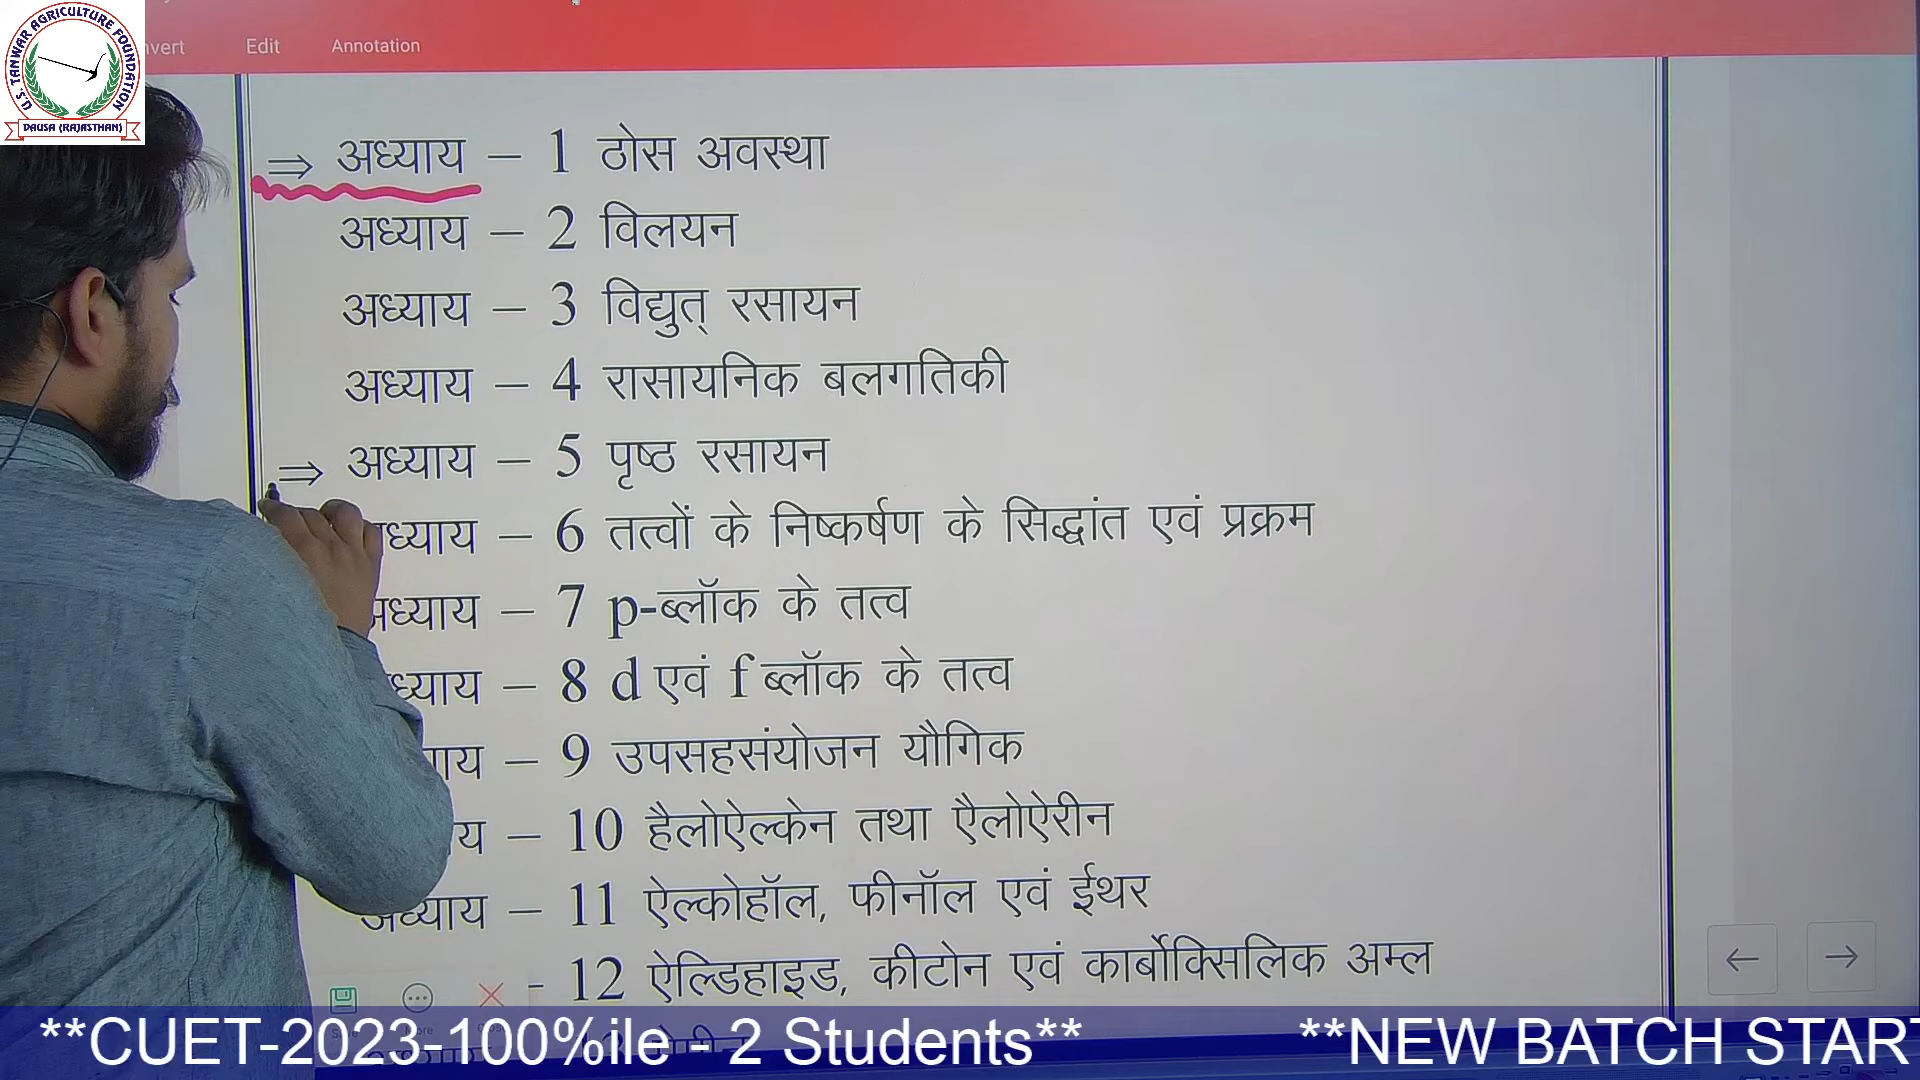 U.S. TANWAR AGRICULTURE FOUNDATION
DAUSA (RAJASTHAN)
Edit Annotation
⇒ अध्याय – 1 ठोस अवस्था
अध्याय – 2 विलयन
अध्याय – 3 विद्युत् रसायन
अध्याय – 4 रासायनिक बलगतिकी
⇒ अध्याय – 5 पृष्ठ रसायन
ध्याय – 6 तत्वों के निष्कर्षण के सिद्धांत एवं प्रक्रम
ध्याय – 7 p-ब्लॉक के तत्व
ध्याय – 8 d एवं f ब्लॉक के तत्व
याय – 9 उपसहसंयोजन यौगिक
य – 10 हैलोऐल्केन तथा ऐलोऐरीन
अध्याय – 11 ऐल्कोहॉल, फीनॉल एवं ईथर
- 12 ऐल्डिहाइड, कीटोन एवं कार्बोक्सिलिक अम्ल
**CUET-2023-100%ile - 2 Students** **NEW BATCH START